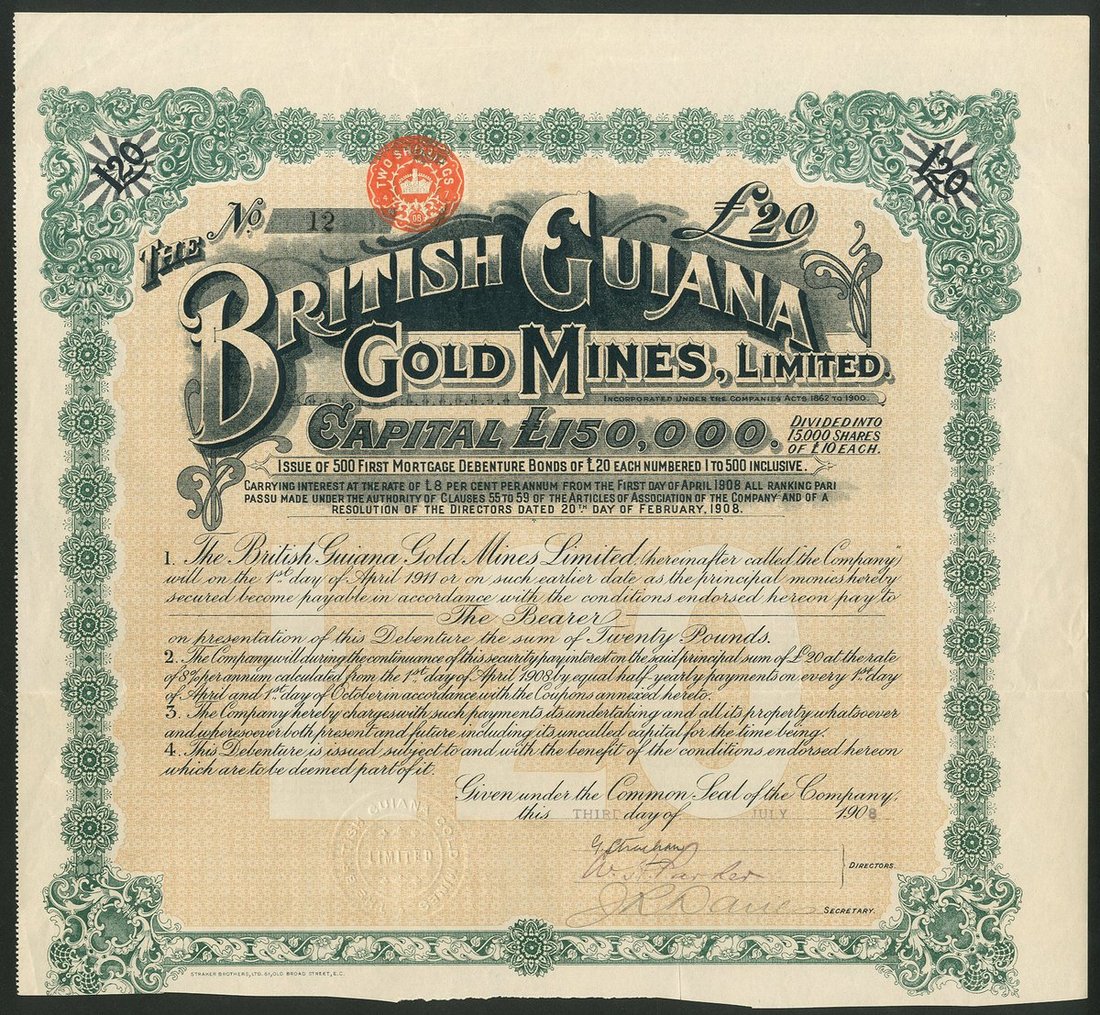 £20
£20
TWO SHILLINGS
No. 12
£20
THE
BRITISH GUIANA
GOLD MINES, LIMITED.
INCORPORATED UNDER THE COMPANIES ACTS 1862 TO 1900.
CAPITAL £150,000. DIVIDED INTO
15000 SHARES
OF £10 EACH.
ISSUE OF 500 FIRST MORTGAGE DEBENTURE BONDS OF £20 EACH NUMBERED 1 TO 500 INCLUSIVE.
CARRYING INTEREST AT THE RATE OF £8 PER CENT PER ANNUM FROM THE FIRST DAY OF APRIL 1908 ALL RANKING PARI
PASSU MADE UNDER THE AUTHORITY OF CLAUSES 55 TO 59 OF THE ARTICLES OF ASSOCIATION OF THE COMPANY AND OF A
RESOLUTION OF THE DIRECTORS DATED 20TH DAY OF FEBRUARY, 1908.
1. The British Guiana Gold Mines Limited (hereinafter called "the Company")
will on the 1st day of April 1911 or on such earlier date as the principal monies hereby
secured become payable in accordance with the conditions endorsed hereon pay to
The Bearer
on presentation of this Debenture the sum of Twenty Pounds.
2. The Company will during the continuance of this security pay interest on the said principal sum of £20 at the rate
of 8% per annum calculated from the 1st day of April 1908 by equal half yearly payments on every 1st day
of April and 1st day of October in accordance with the Coupons annexed hereto.
3. The Company hereby charges with such payments its undertaking and all its property whatsoever
and wheresoever both present and future including its uncalled capital for the time being.
4. This Debenture is issued subject to and with the benefit of the conditions endorsed hereon
which are to be deemed part of it.
Given under the Common Seal of the Company,
this THIRD day of JULY 1908
W. H. Parker
DIRECTORS.
SECRETARY.
LIMITED
STRAKER BROTHERS, LTD. 61, OLD BROAD STREET, E.C.